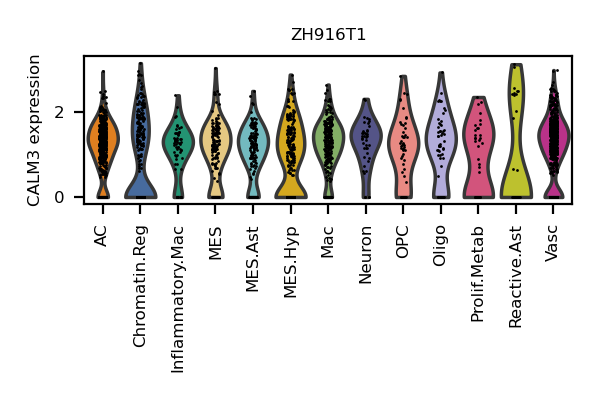 ZH916T1
CALM3 expression
2
0
AC
Chromatin.Reg
Inflammatory.Mac
MES
MES.Ast
MES.Hyp
Mac
Neuron
OPC
Oligo
Prolif.Metab
Reactive.Ast
Vasc